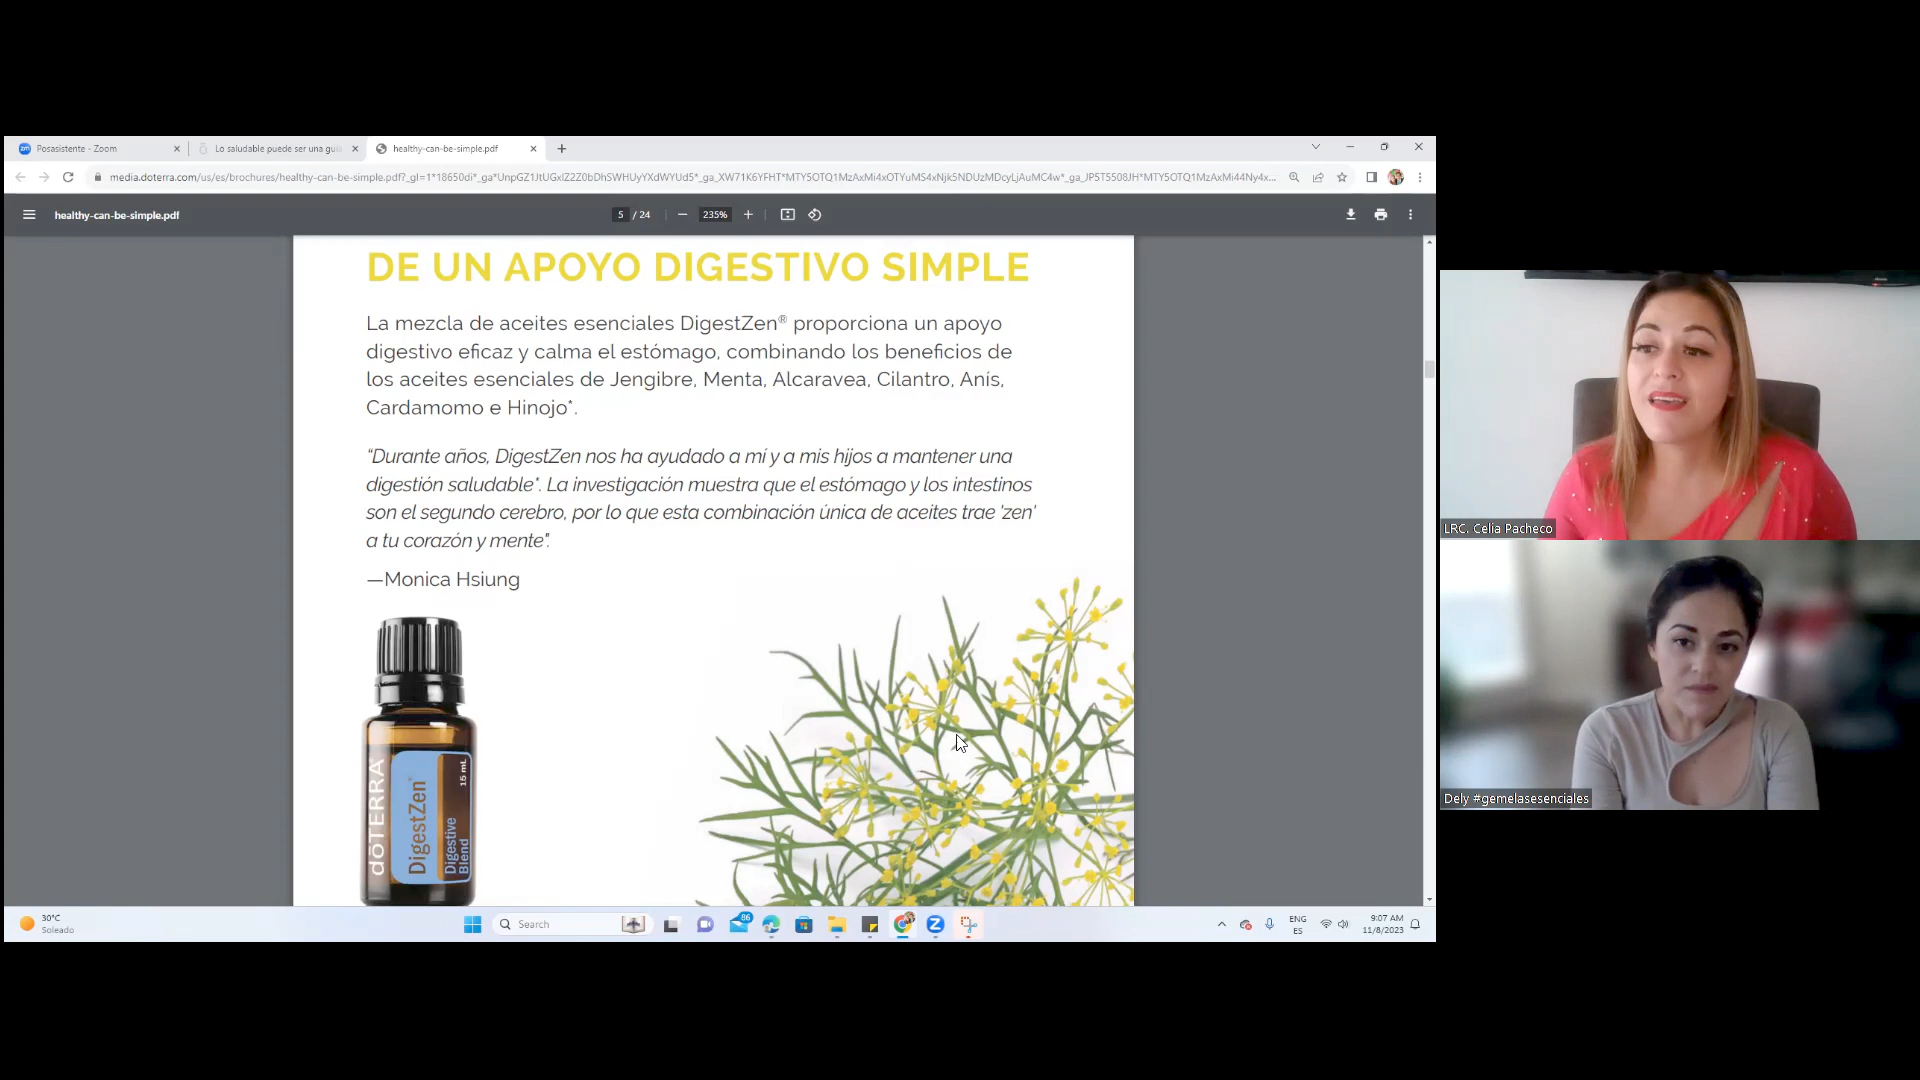 Posasistente - Zoom
Lo saludable puede ser una guí
healthy-can-be-simple.pdf
healthy-can-be-simple.pdf
5 / 24
235%
DE UN APOYO DIGESTIVO SIMPLE
La mezcla de aceites esenciales DigestZen® proporciona un apoyo
digestivo eficaz y calma el estómago, combinando los beneficios de
los aceites esenciales de Jengibre, Menta, Alcaravea, Cilantro, Anís,
Cardamomo e Hinojo*.
“Durante años, DigestZen nos ha ayudado a mí y a mis hijos a mantener una
digestión saludable*. La investigación muestra que el estómago y los intestinos
son el segundo cerebro, por lo que esta combinación única de aceites trae 'zen'
a tu corazón y mente”.
—Monica Hsiung
dōTERRA
DigestZen
Digestive
Blend
15 mL
LRC. Celia Pacheco
Dely #gemelasesenciales
30°C
Soleado
Search
86
ENG
ES
9:07 AM
11/8/2023